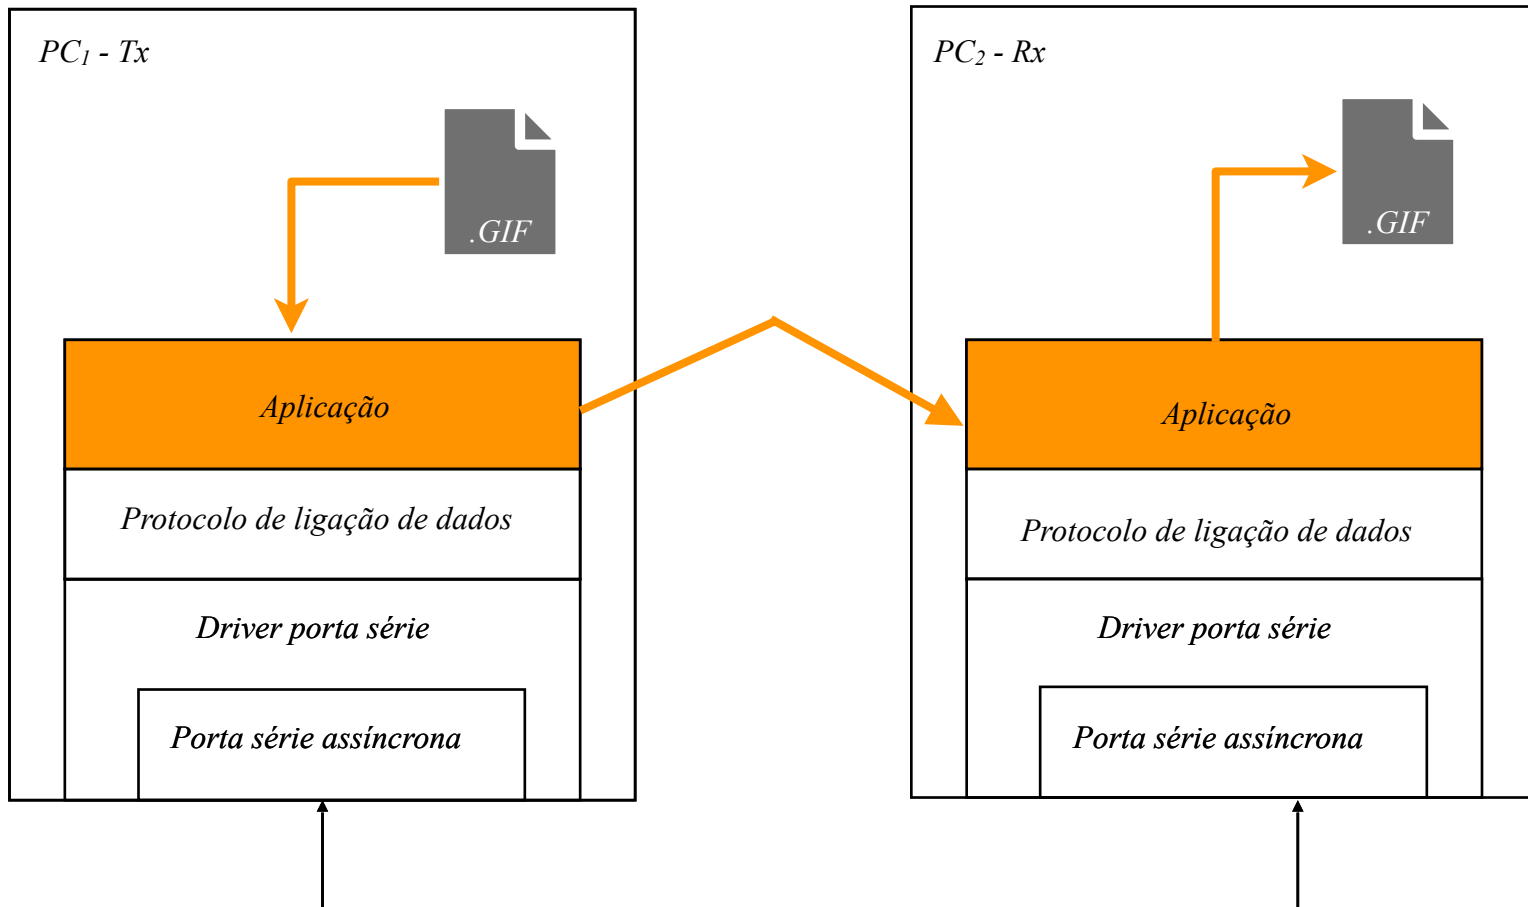 PC1 - Tx
.GIF
Aplicação
Protocolo de ligação de dados
Driver porta série
Porta série assíncrona
PC2 - Rx
.GIF
Aplicação
Protocolo de ligação de dados
Driver porta série
Porta série assíncrona